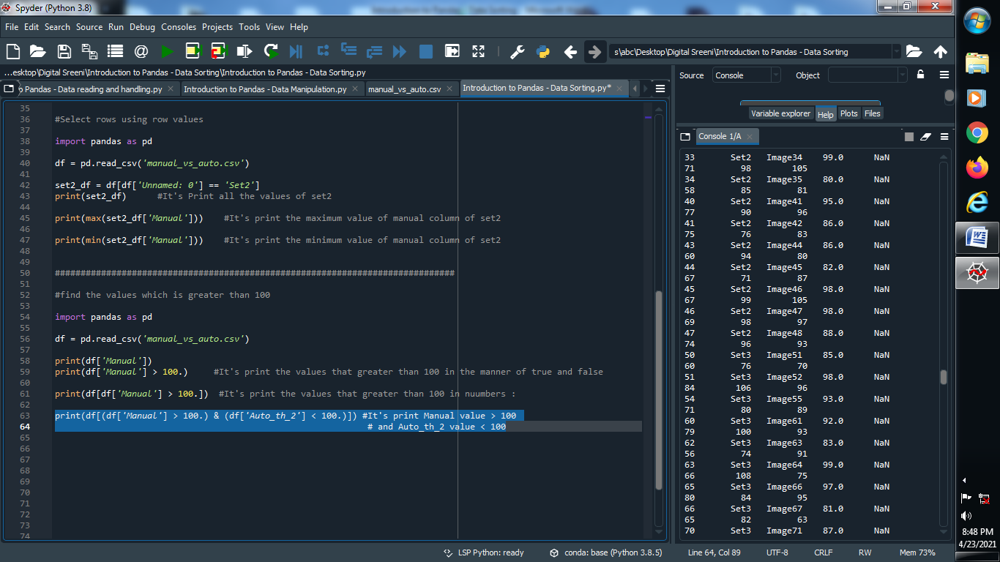 Spyder (Python 3.8)
File Edit Search Source Run Debug Consoles Projects Tools View Help
s\abc\Desktop\Digital Sreeni\Introduction to Pandas - Data Sorting
...esktop\Digital Sreeni\Introduction to Pandas - Data Sorting\Introduction to Pandas - Data Sorting.py
o Pandas - Data reading and handling.py Introduction to Pandas - Data Manipulation.py manual_vs_auto.csv Introduction to Pandas - Data Sorting.py*
35
36 #Select rows using row values
37
38 import pandas as pd
39
40 df = pd.read_csv('manual_vs_auto.csv')
41
42 set2_df = df[df['Unnamed: 0'] == 'Set2']
43 print(set2_df) #It's Print all the values of set2
44
45 print(max(set2_df['Manual'])) #It's print the maximum value of manual column of set2
46
47 print(min(set2_df['Manual'])) #It's print the minimum value of manual column of set2
48
49
50 ##############################################################################
51
52 #find the values which is greater than 100
53
54 import pandas as pd
55
56 df = pd.read_csv('manual_vs_auto.csv')
57
58 print(df['Manual'])
59 print(df['Manual'] > 100.) #It's print the values that greater than 100 in the manner of true and false
60
61 print(df[df['Manual'] > 100.]) #It's print the values that greater than 100 in nuumbers :
62
63 print(df[(df['Manual'] > 100.) & (df['Auto_th_2'] < 100.)]) #It's print Manual value > 100
64 # and Auto_th_2 value < 100
65
66
67
68
69
70
71
72
73
74
Source Console Object
Variable explorer Help Plots Files
Console 1/A
33 Set2 Image34 99.0 NaN
71 98 105
34 Set2 Image35 80.0 NaN
58 85 81
40 Set2 Image41 95.0 NaN
77 90 96
41 Set2 Image42 86.0 NaN
75 76 83
43 Set2 Image44 86.0 NaN
60 94 80
44 Set2 Image45 82.0 NaN
67 71 87
45 Set2 Image46 98.0 NaN
67 99 105
46 Set2 Image47 98.0 NaN
69 98 97
47 Set2 Image48 88.0 NaN
74 96 93
50 Set3 Image51 85.0 NaN
60 76 70
51 Set3 Image52 98.0 NaN
84 106 96
54 Set3 Image55 93.0 NaN
71 80 89
60 Set3 Image61 92.0 NaN
79 100 93
62 Set3 Image63 83.0 NaN
56 74 91
63 Set3 Image64 99.0 NaN
66 108 75
65 Set3 Image66 97.0 NaN
80 84 95
66 Set3 Image67 81.0 NaN
65 82 63
70 Set3 Image71 87.0 NaN
LSP Python: ready conda: base (Python 3.8.5) Line 64, Col 89 UTF-8 CRLF RW Mem 73%
8:48 PM
4/23/2021